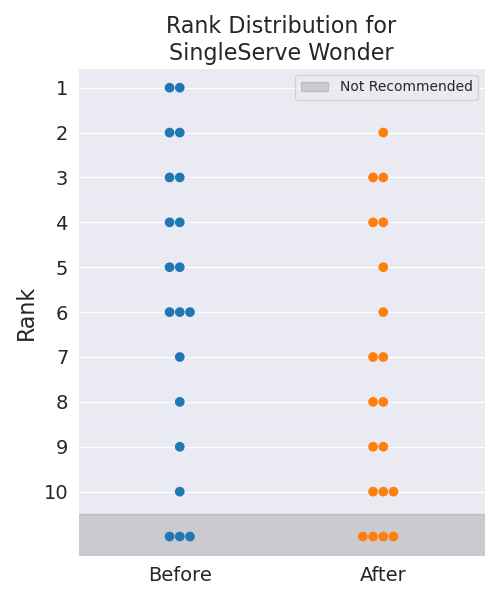 Rank Distribution for
SingleServe Wonder
Not Recommended
1
2
3
4
5
6
7
8
9
10
Rank
Before After